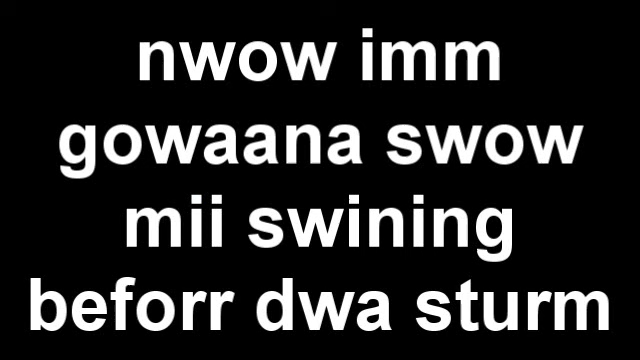 nwow imm
gowaana swow
mii swining
beforr dwa sturm